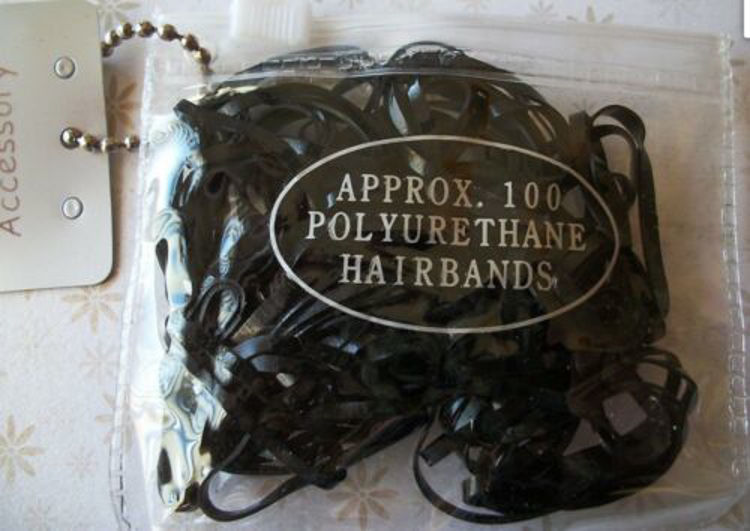 Accessory
APPROX. 100
POLYURETHANE
HAIRBANDS